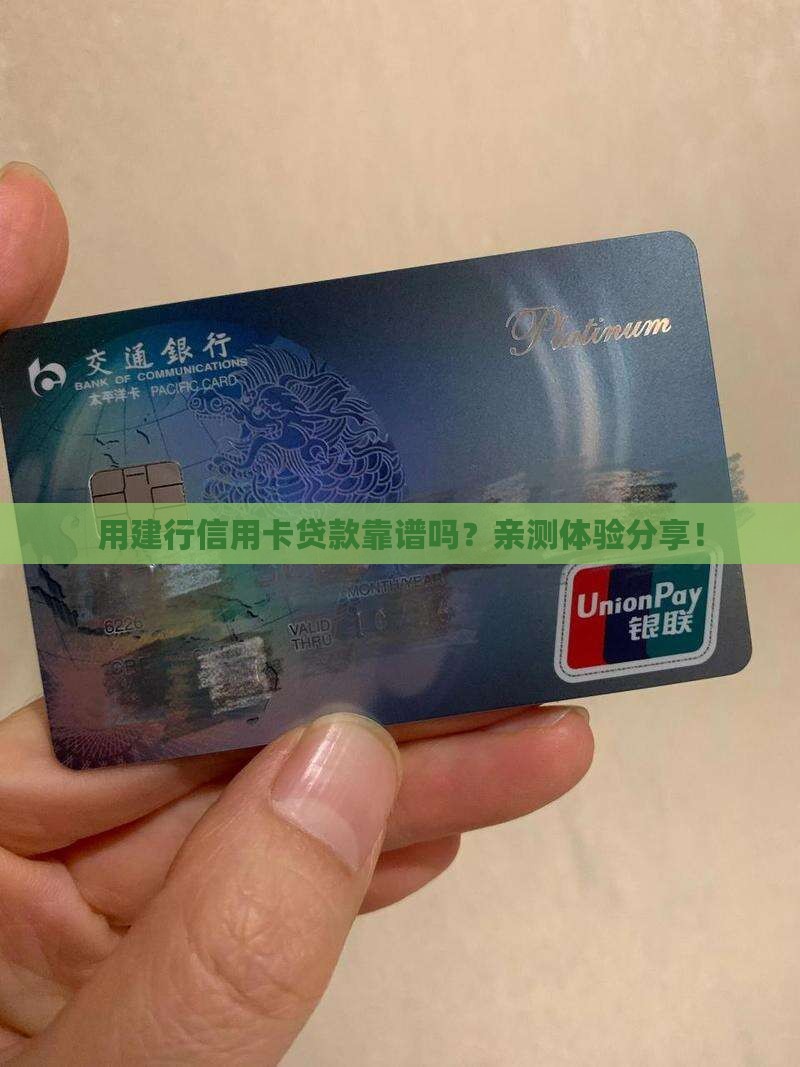 Platinum
交通銀行
BANK OF COMMUNICATIONS
太平洋卡 PACIFIC CARD
用建行信用卡贷款靠谱吗？亲测体验分享！
MONTH/YEAR
6226
VALID
THRU
UnionPay
银联